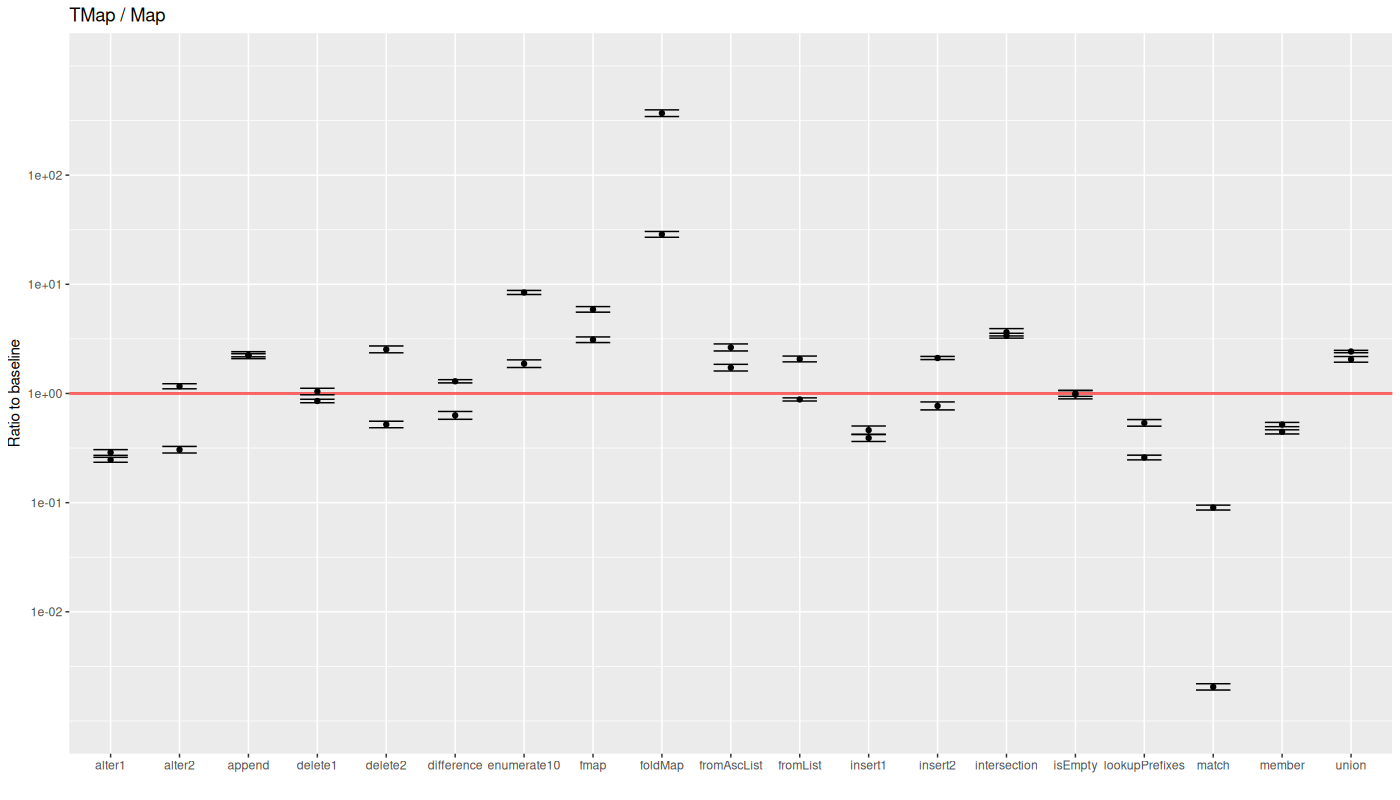 TMap / Map
Ratio to baseline
1e+02
1e+01
1e+00
1e-01
1e-02
alter1 alter2 append delete1 delete2 difference enumerate10 fmap foldMap fromAscList fromList insert1 insert2 intersection isEmpty lookupPrefixes match member union